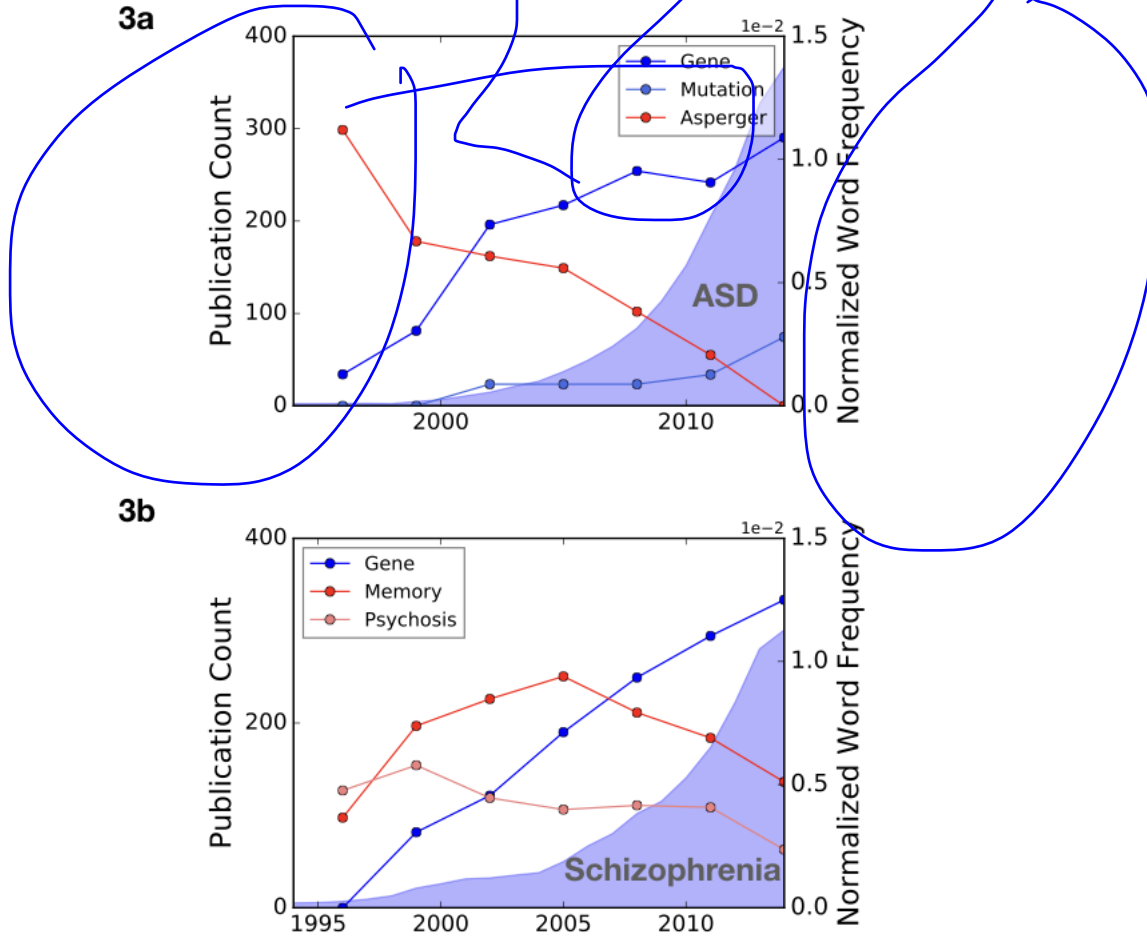 3a
1e−2
400
300
200
100
0
Publication Count
Gene
Mutation
Asperger
ASD
1.5
1.0
0.5
0.0
Normalized Word Frequency
2000
2010
3b
1e−2
400
200
0
Publication Count
Gene
Memory
Psychosis
Schizophrenia
1.5
1.0
0.5
0.0
Normalized Word Frequency
1995
2000
2005
2010